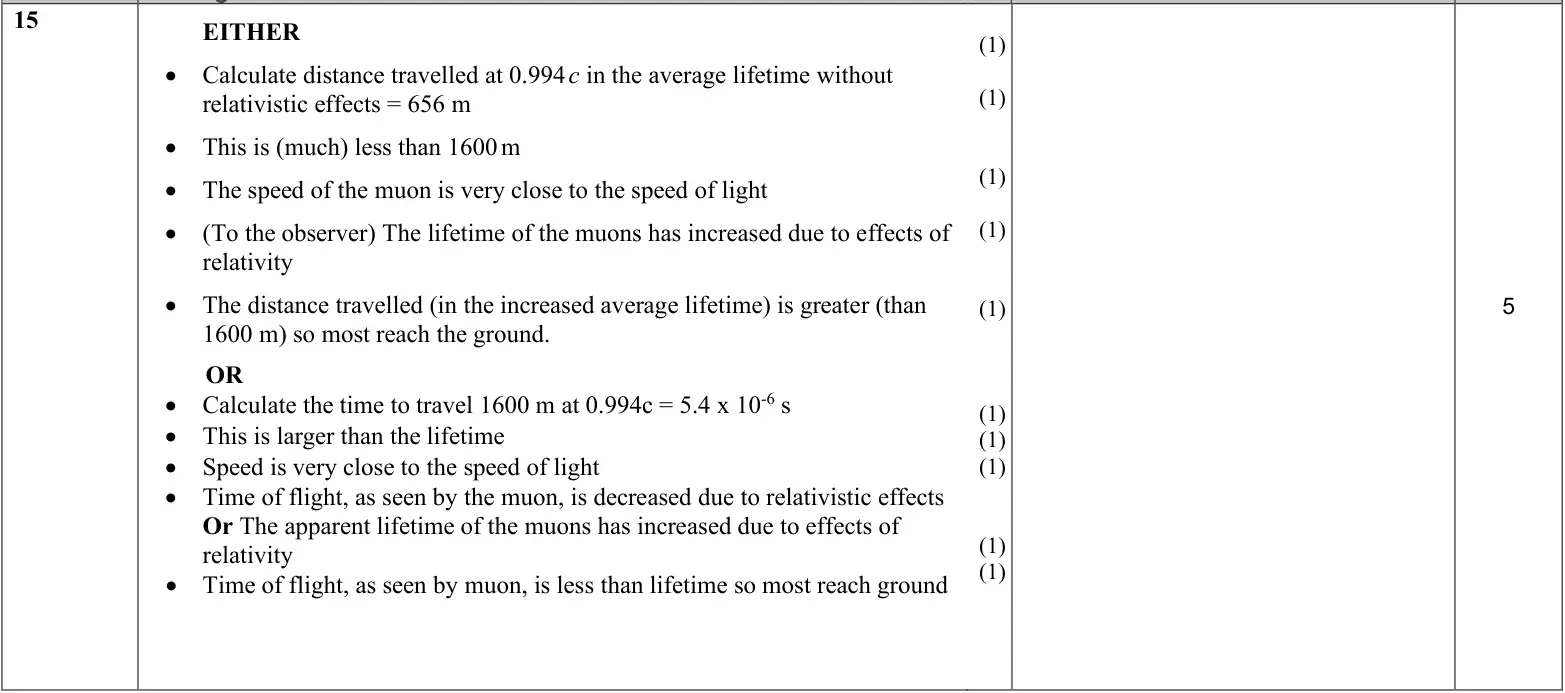 15
EITHER
(1)
• Calculate distance travelled at 0.994c in the average lifetime without
relativistic effects = 656 m
(1)
• This is (much) less than 1600 m
• The speed of the muon is very close to the speed of light
(1)
• (To the observer) The lifetime of the muons has increased due to effects of
relativity
(1)
• The distance travelled (in the increased average lifetime) is greater (than
1600 m) so most reach the ground.
(1)
5
OR
• Calculate the time to travel 1600 m at 0.994c = 5.4 x 10⁻⁶ s
(1)
• This is larger than the lifetime
(1)
• Speed is very close to the speed of light
(1)
• Time of flight, as seen by the muon, is decreased due to relativistic effects
Or The apparent lifetime of the muons has increased due to effects of
relativity
(1)
• Time of flight, as seen by muon, is less than lifetime so most reach ground
(1)